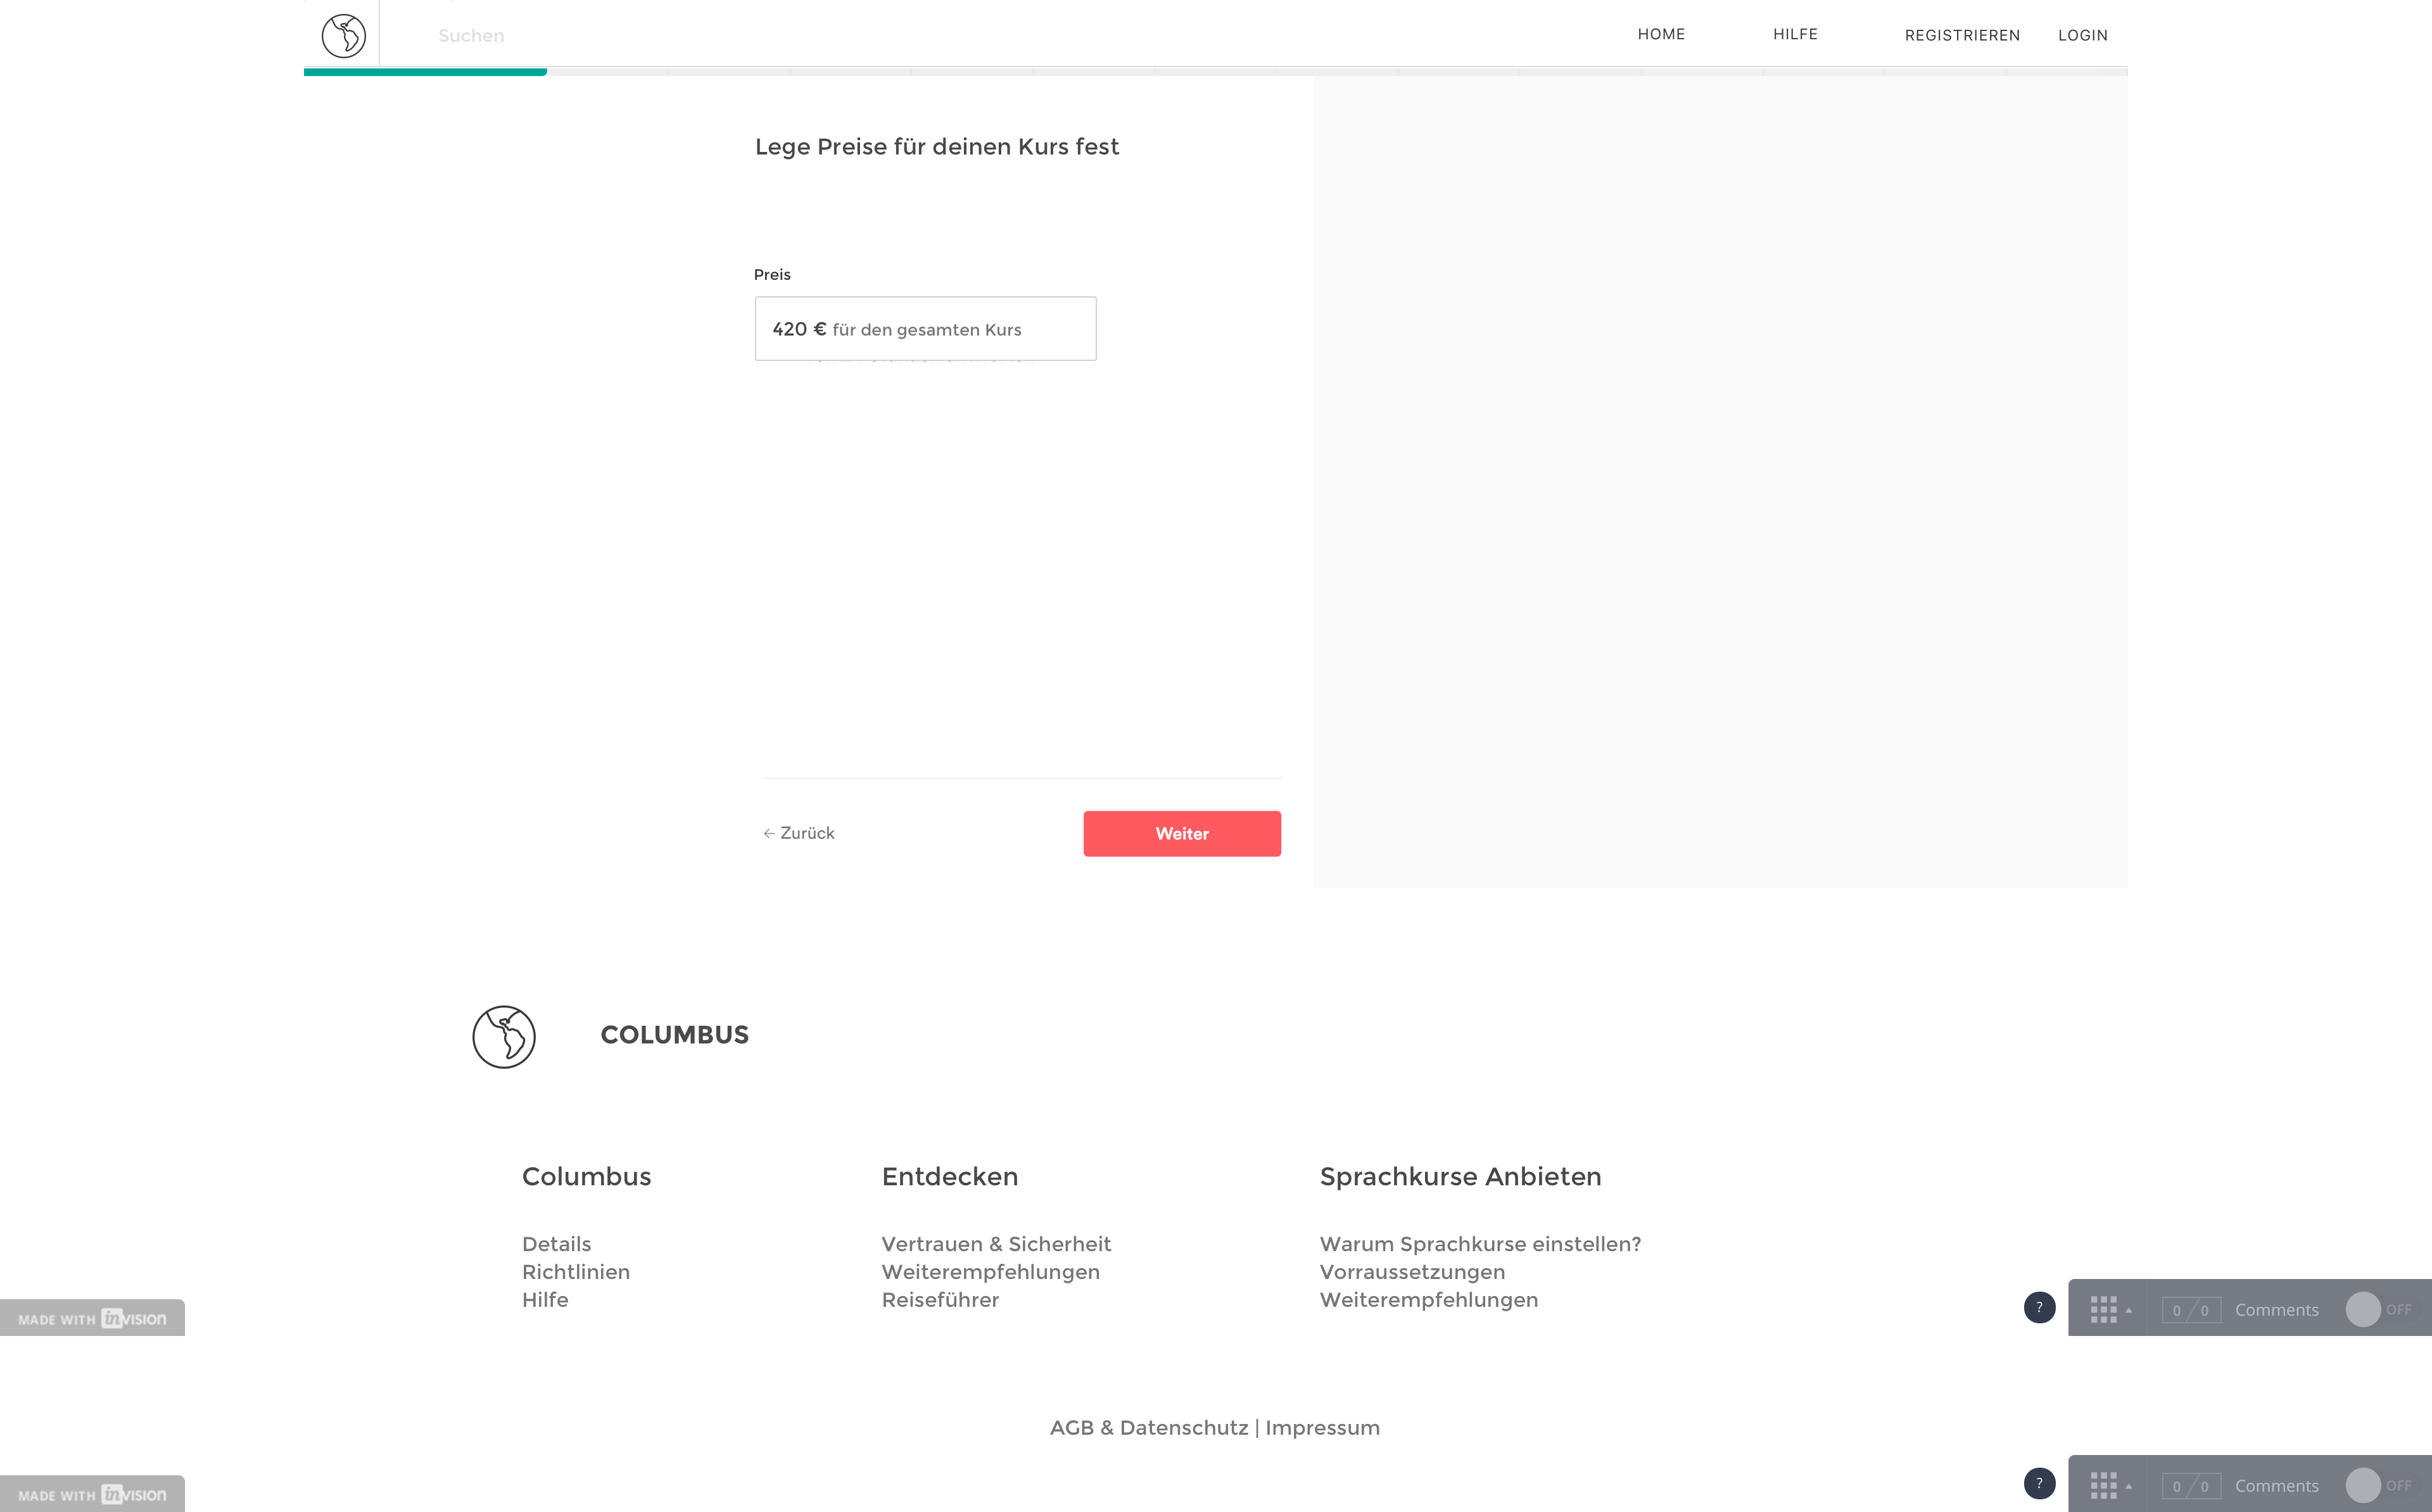 Suchen
HOME
HILFE
REGISTRIEREN
LOGIN
Lege Preise für deinen Kurs fest
Preis
420 € für den gesamten Kurs
← Zurück
Weiter
COLUMBUS
Columbus
Details
Richtlinien
Hilfe
Entdecken
Vertrauen & Sicherheit
Weiterempfehlungen
Reiseführer
Sprachkurse Anbieten
Warum Sprachkurse einstellen?
Vorraussetzungen
Weiterempfehlungen
MADE WITH invision
?
0 / 0 Comments OFF
AGB & Datenschutz | Impressum
MADE WITH invision
?
0 / 0 Comments OFF